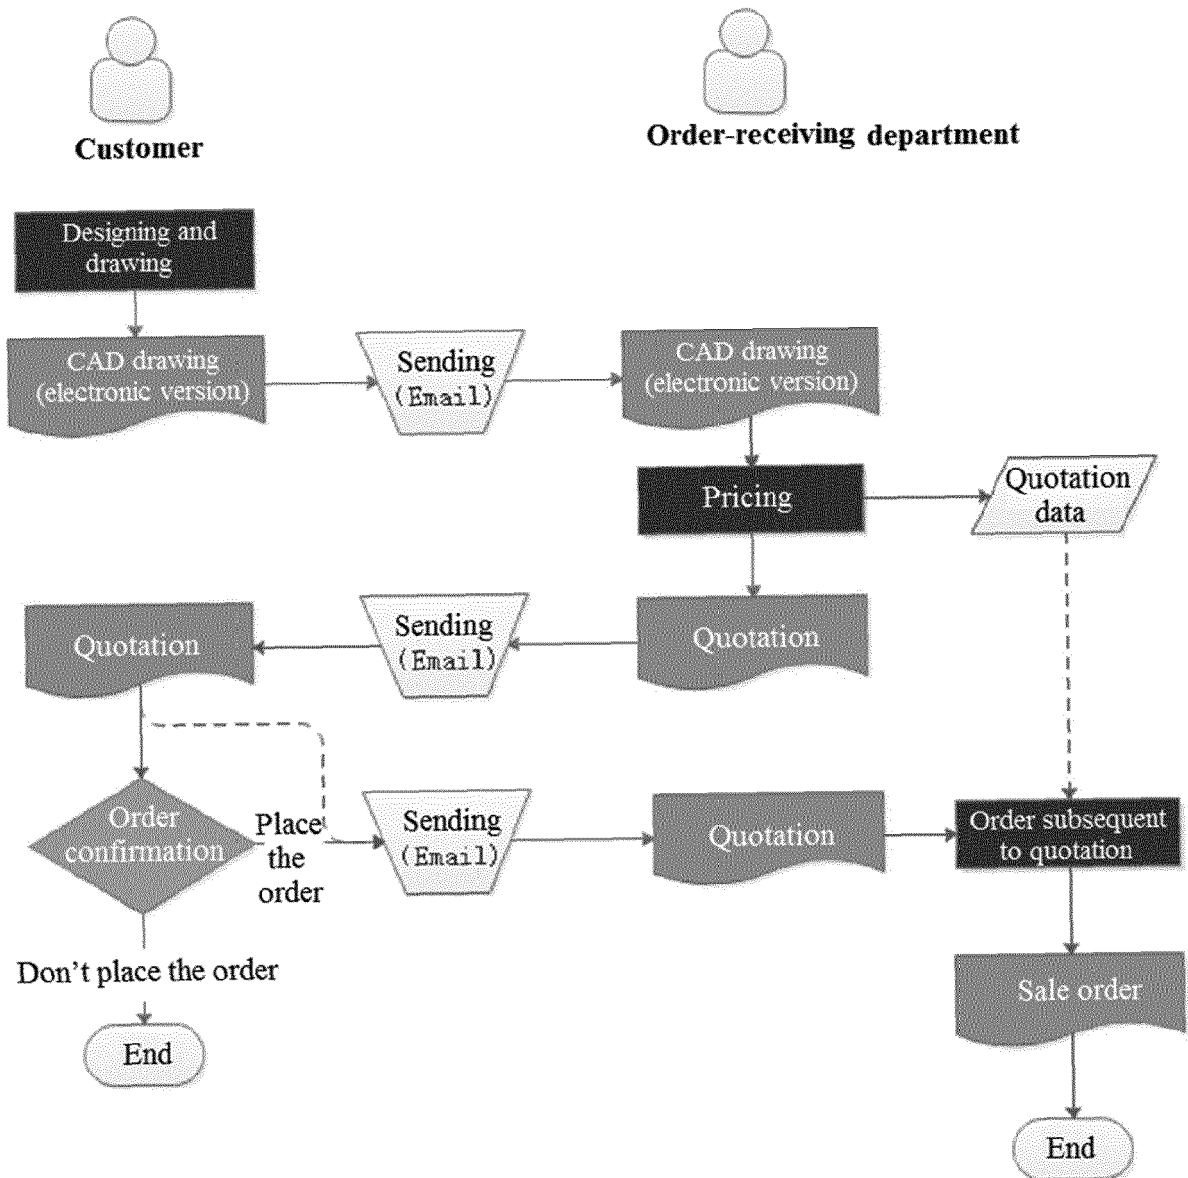 Customer
Order-receiving department
Designing and
drawing
CAD drawing
(electronic version)
Sending
(Email)
CAD drawing
(electronic version)
Pricing
Quotation
data
Quotation
Sending
(Email)
Quotation
Order
confirmation
Place
the
order
Sending
(Email)
Quotation
Order subsequent
to quotation
Don't place the order
Sale order
End
End